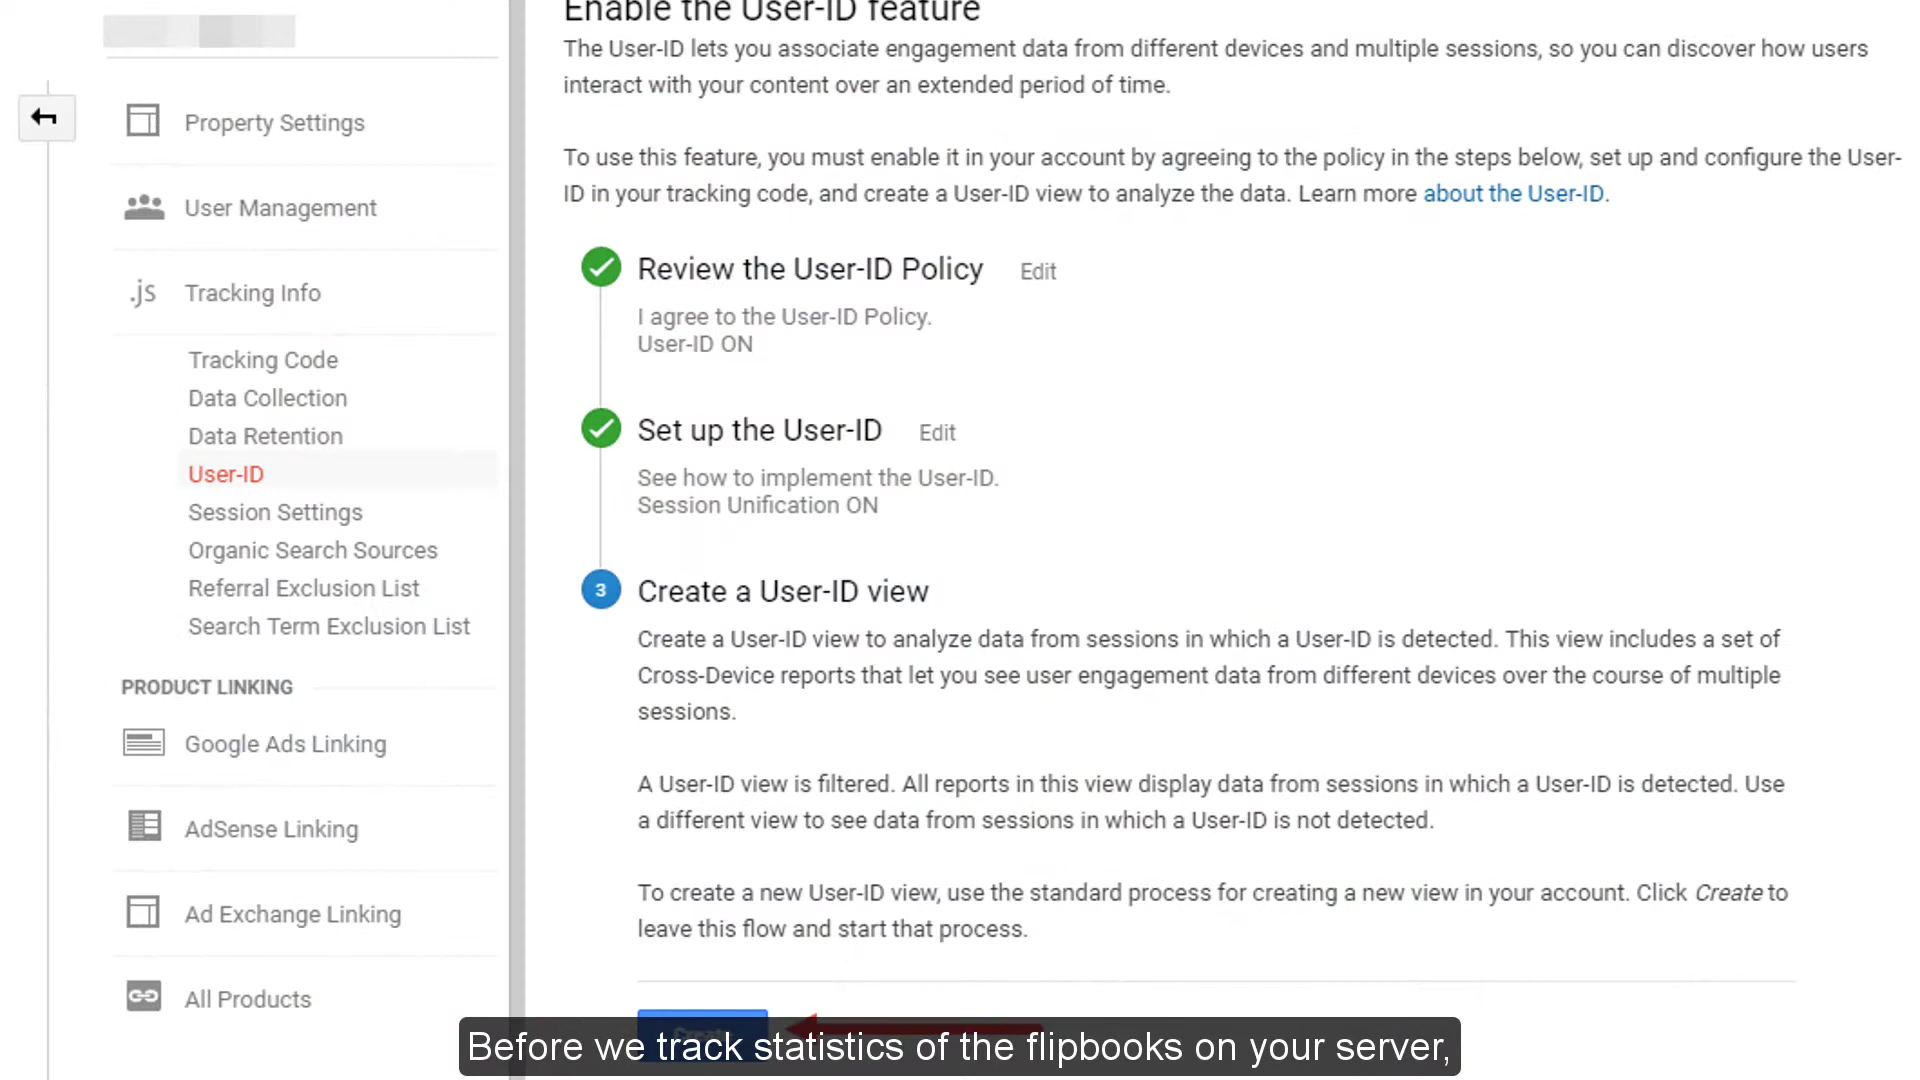 Enable the User-ID feature
The User-ID lets you associate engagement data from different devices and multiple sessions, so you can discover how users
interact with your content over an extended period of time.
To use this feature, you must enable it in your account by agreeing to the policy in the steps below, set up and configure the User-
ID in your tracking code, and create a User-ID view to analyze the data. Learn more about the User-ID.
Property Settings
User Management
.js Tracking Info
Tracking Code
Data Collection
Data Retention
User-ID
Session Settings
Organic Search Sources
Referral Exclusion List
Search Term Exclusion List
PRODUCT LINKING
Google Ads Linking
AdSense Linking
Ad Exchange Linking
All Products
Review the User-ID Policy Edit
I agree to the User-ID Policy.
User-ID ON
Set up the User-ID Edit
See how to implement the User-ID.
Session Unification ON
3 Create a User-ID view
Create a User-ID view to analyze data from sessions in which a User-ID is detected. This view includes a set of
Cross-Device reports that let you see user engagement data from different devices over the course of multiple
sessions.
A User-ID view is filtered. All reports in this view display data from sessions in which a User-ID is detected. Use
a different view to see data from sessions in which a User-ID is not detected.
To create a new User-ID view, use the standard process for creating a new view in your account. Click Create to
leave this flow and start that process.
Before we track statistics of the flipbooks on your server,